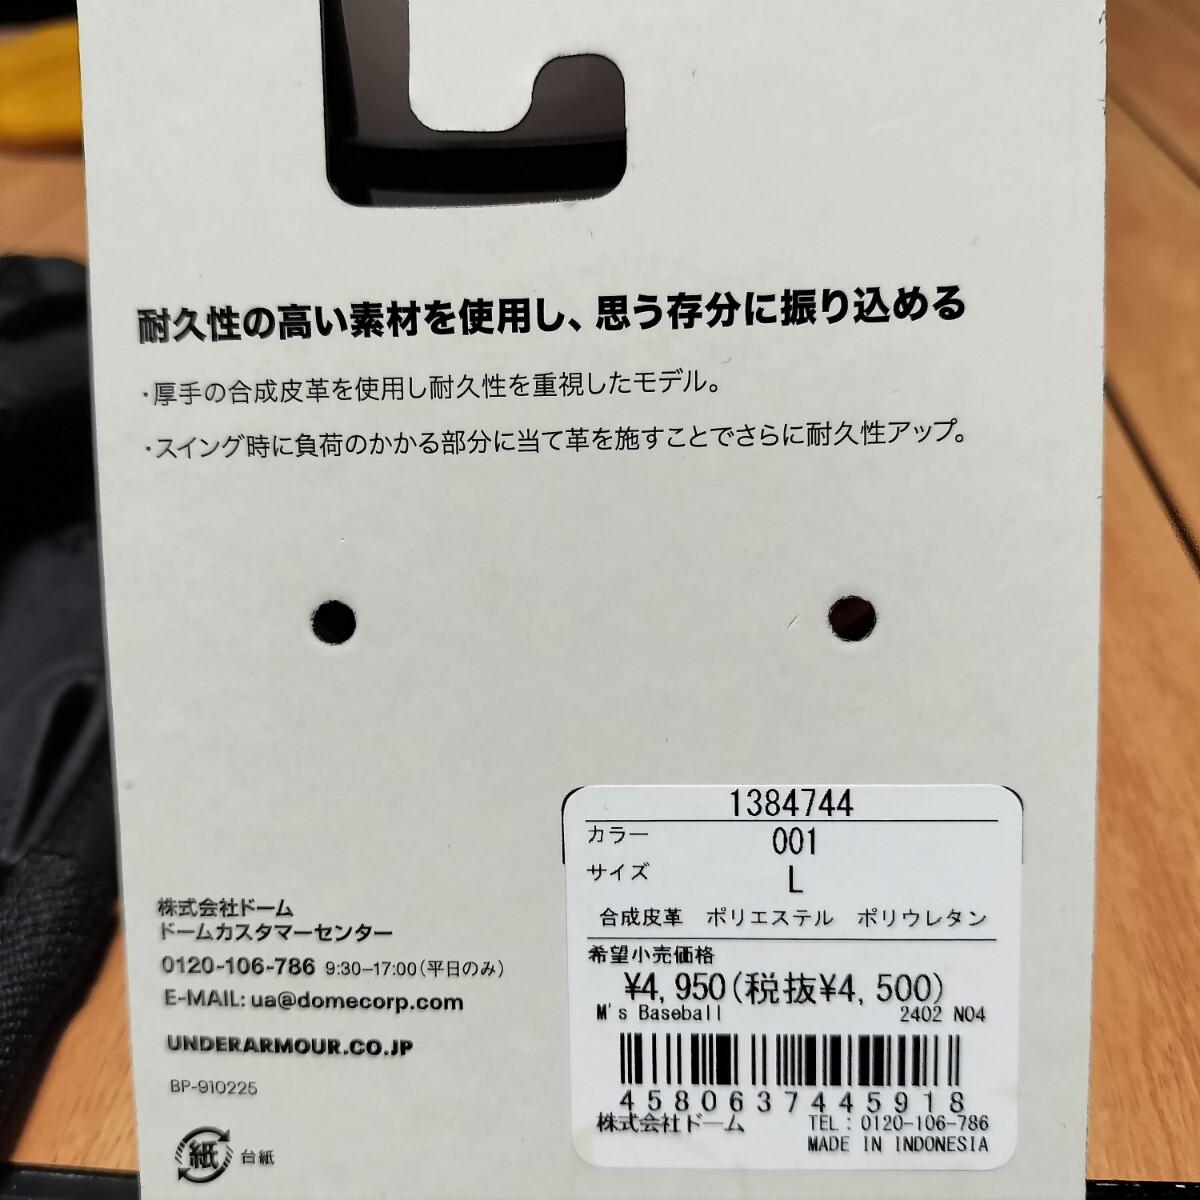 耐久性の高い素材を使用し、思う存分に振り込める
・厚手の合成皮革を使用し耐久性を重視したモデル。
・スイング時に負荷のかかる部分に当て革を施すことでさらに耐久性アップ。
株式会社ドーム
ドームカスタマーセンター
0120-106-786 9:30–17:00(平日のみ)
E-MAIL: ua@domecorp.com
UNDERARMOUR.CO.JP
BP-910225
紙 台紙
1384744
カラー 001
サイズ L
合成皮革 ポリエステル ポリウレタン
希望小売価格
¥4,950(税抜¥4,500)
M's Baseball 2402 N04
4580637445918
株式会社ドーム TEL: 0120-106-786
MADE IN INDONESIA